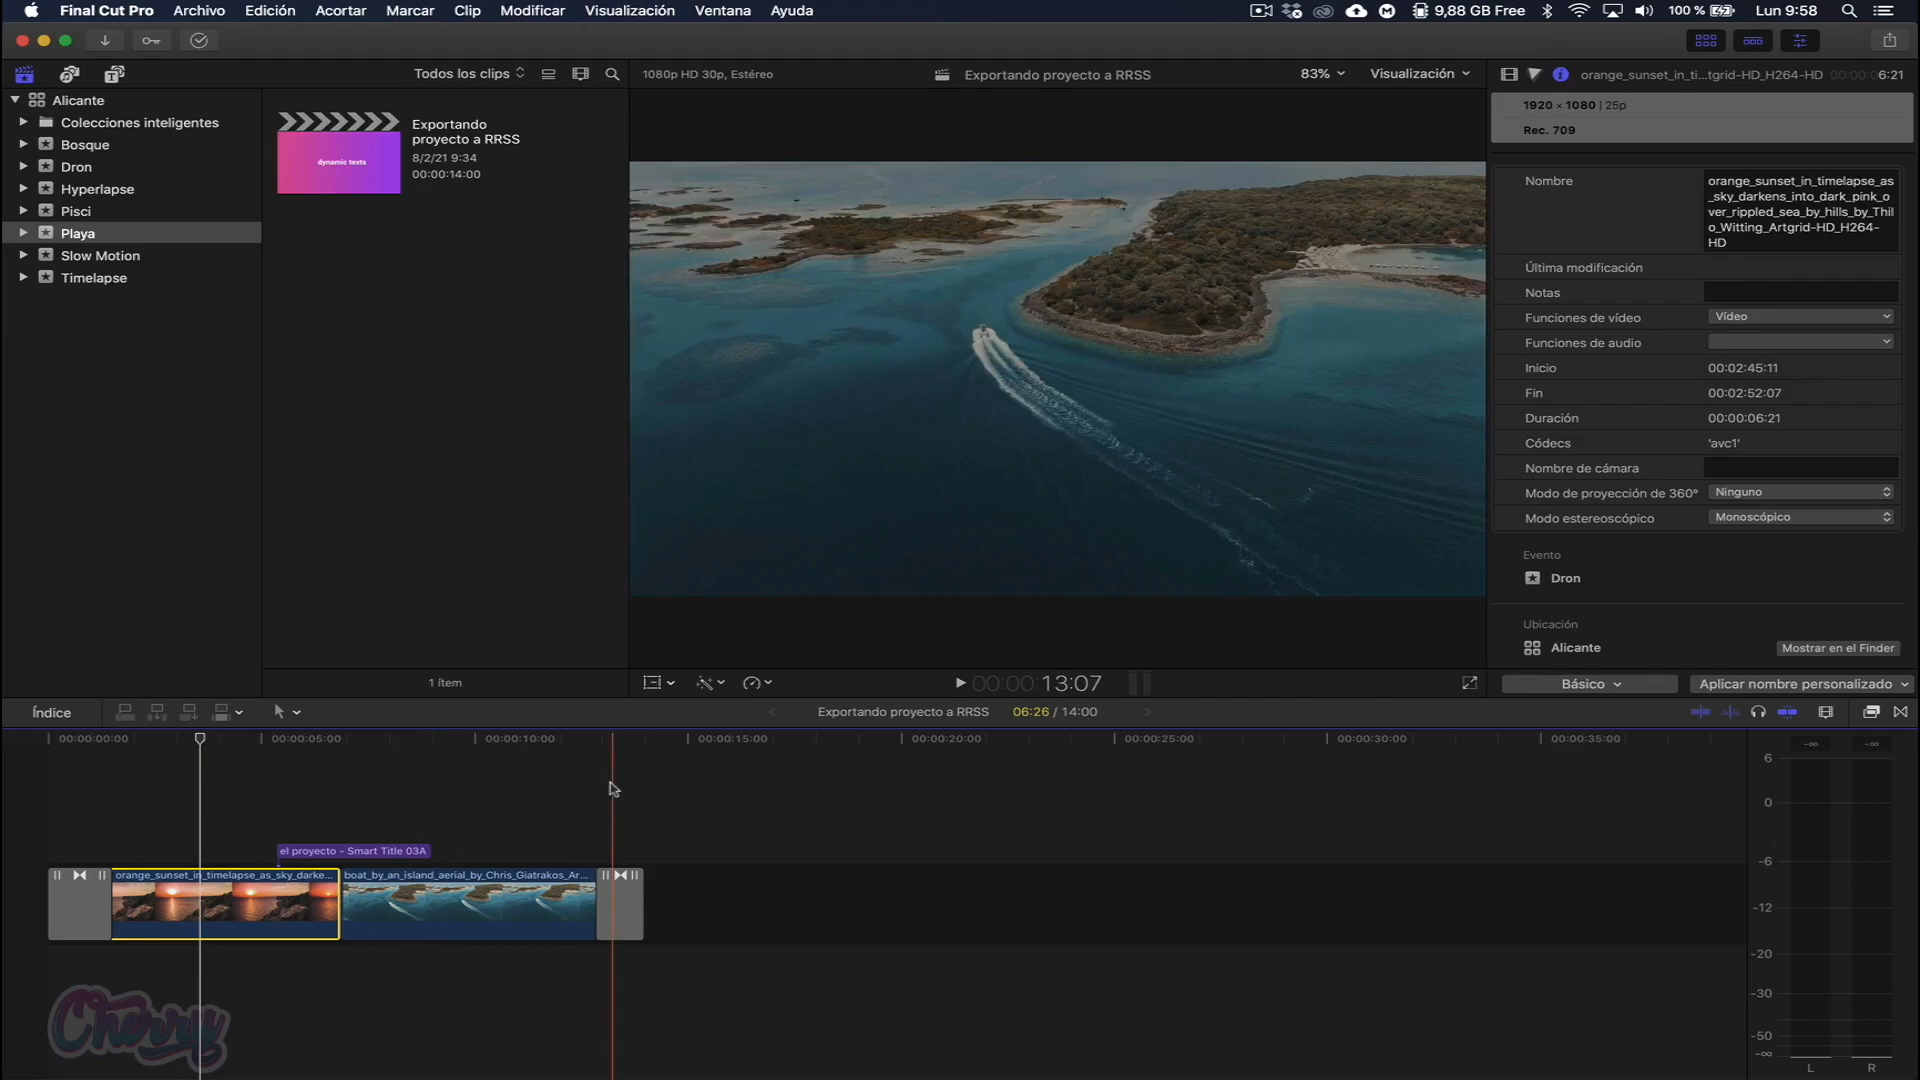 Final Cut Pro Archivo Edición Acortar Marcar Clip Modificar Visualización Ventana Ayuda 9,88 GB Free 100 % Lun 9:58
Todos los clips 1080p HD 30p, Estéreo Exportando proyecto a RRSS 83% Visualización orange_sunset_in_ti...tgrid-HD_H264-HD 00:00:06:21
Alicante
Colecciones inteligentes
Bosque
Dron
Hyperlapse
Pisci
Playa
Slow Motion
Timelapse
dynamic texts
Exportando
proyecto a RRSS
8/2/21 9:34
00:00:14:00
1 ítem
1920 × 1080 | 25p
Rec. 709
Nombre
orange_sunset_in_timelapse_as
_sky_darkens_into_dark_pink_o
ver_rippled_sea_by_hills_by_Thil
o_Witting_Artgrid-HD_H264-
HD
Última modificación
Notas
Funciones de vídeo Vídeo
Funciones de audio
Inicio 00:02:45:11
Fin 00:02:52:07
Duración 00:00:06:21
Códecs 'avc1'
Nombre de cámara
Modo de proyección de 360° Ninguno
Modo estereoscópico Monoscópico
Evento
Dron
Ubicación
Alicante Mostrar en el Finder
00:00:13:07
Básico Aplicar nombre personalizado
Índice Exportando proyecto a RRSS 06:26 / 14:00
00:00:00:00 00:00:05:00 00:00:10:00 00:00:15:00 00:00:20:00 00:00:25:00 00:00:30:00 00:00:35:00
el proyecto - Smart Title 03A
orange_sunset_in_timelapse_as_sky_darke... boat_by_an_island_aerial_by_Chris_Giatrakos_Ar...
-∞ -∞
6
0
-6
-12
-20
-30
-50
-∞
L R
Cherry